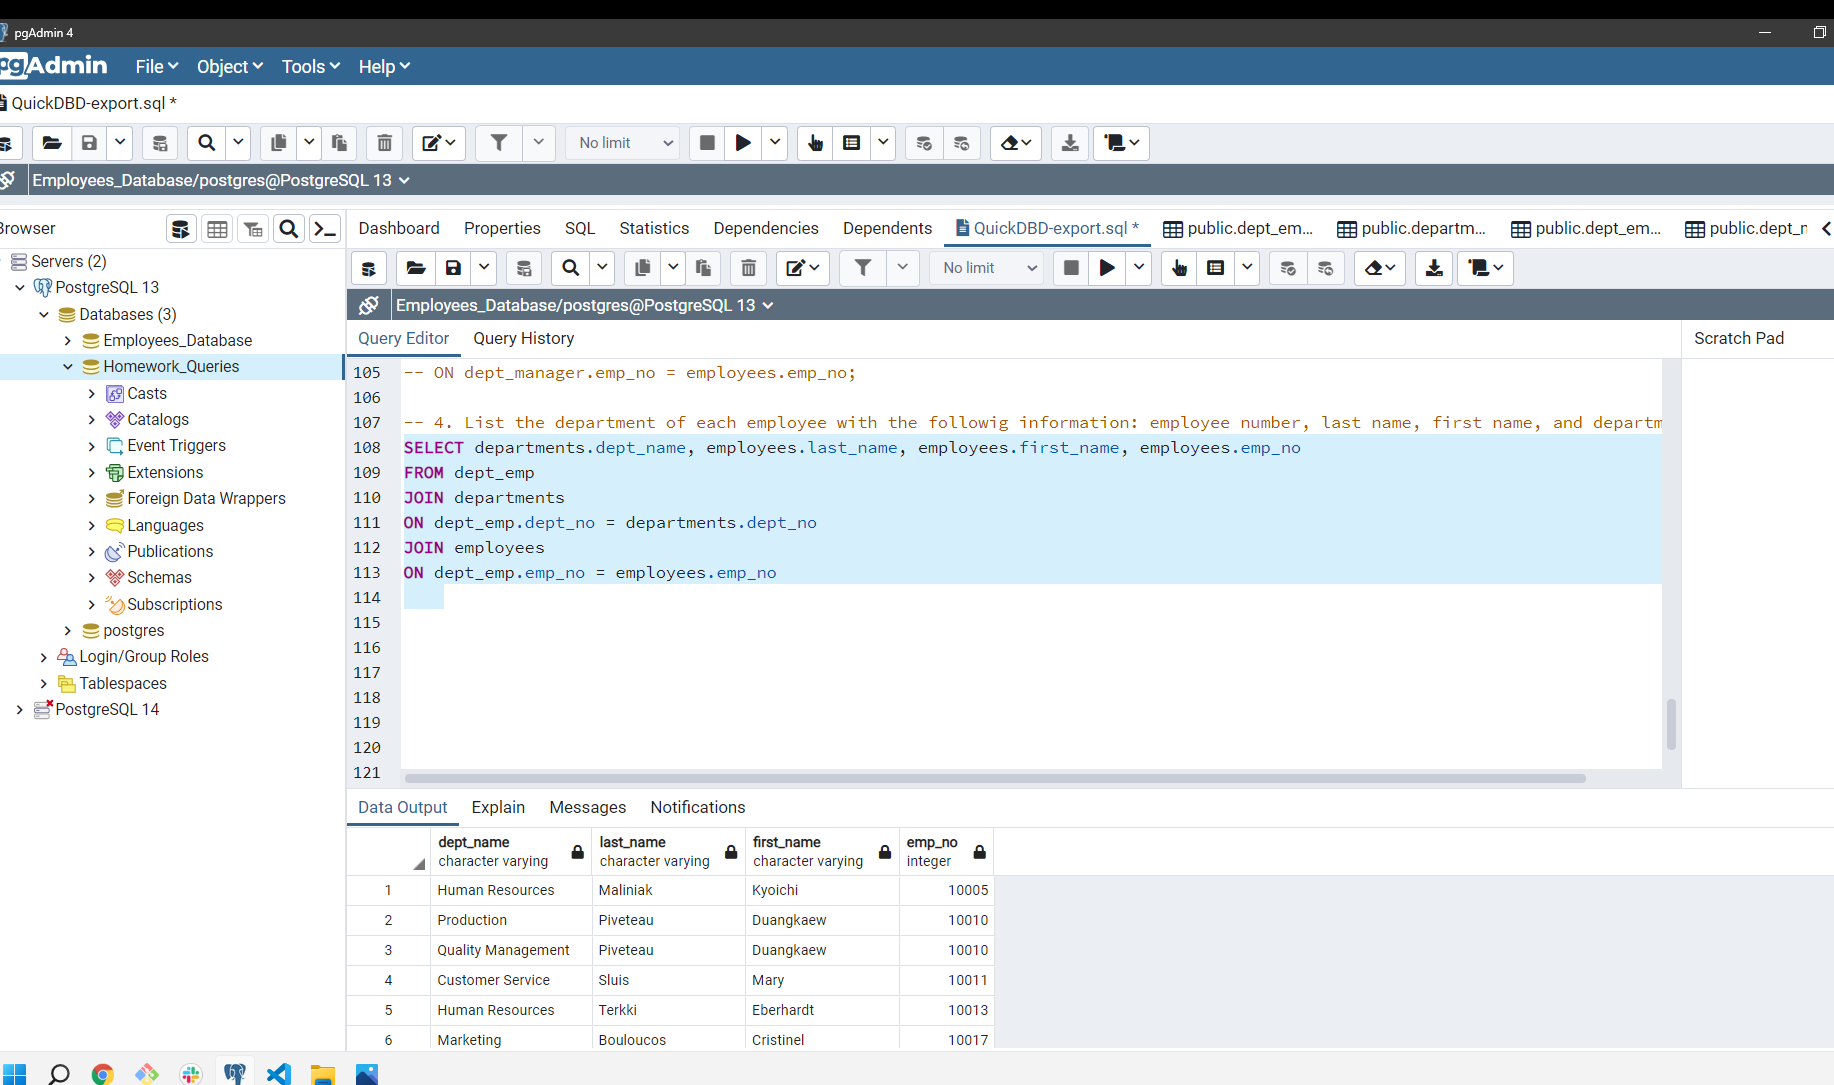 pgAdmin 4
pgAdmin File Object Tools Help
QuickDBD-export.sql *
No limit
Employees_Database/postgres@PostgreSQL 13
Browser
Dashboard Properties SQL Statistics Dependencies Dependents QuickDBD-export.sql * public.dept_em... public.departm... public.dept_em... public.dept_n
Servers (2)
PostgreSQL 13
Databases (3)
Employees_Database
Homework_Queries
Casts
Catalogs
Event Triggers
Extensions
Foreign Data Wrappers
Languages
Publications
Schemas
Subscriptions
postgres
Login/Group Roles
Tablespaces
PostgreSQL 14
No limit
Employees_Database/postgres@PostgreSQL 13
Query Editor Query History
Scratch Pad
105 -- ON dept_manager.emp_no = employees.emp_no;
106
107 -- 4. List the department of each employee with the followig information: employee number, last name, first name, and departm
108 SELECT departments.dept_name, employees.last_name, employees.first_name, employees.emp_no
109 FROM dept_emp
110 JOIN departments
111 ON dept_emp.dept_no = departments.dept_no
112 JOIN employees
113 ON dept_emp.emp_no = employees.emp_no
114
115
116
117
118
119
120
121
Data Output Explain Messages Notifications
dept_name last_name first_name emp_no
character varying character varying character varying integer
1 Human Resources Maliniak Kyoichi 10005
2 Production Piveteau Duangkaew 10010
3 Quality Management Piveteau Duangkaew 10010
4 Customer Service Sluis Mary 10011
5 Human Resources Terkki Eberhardt 10013
6 Marketing Bouloucos Cristinel 10017